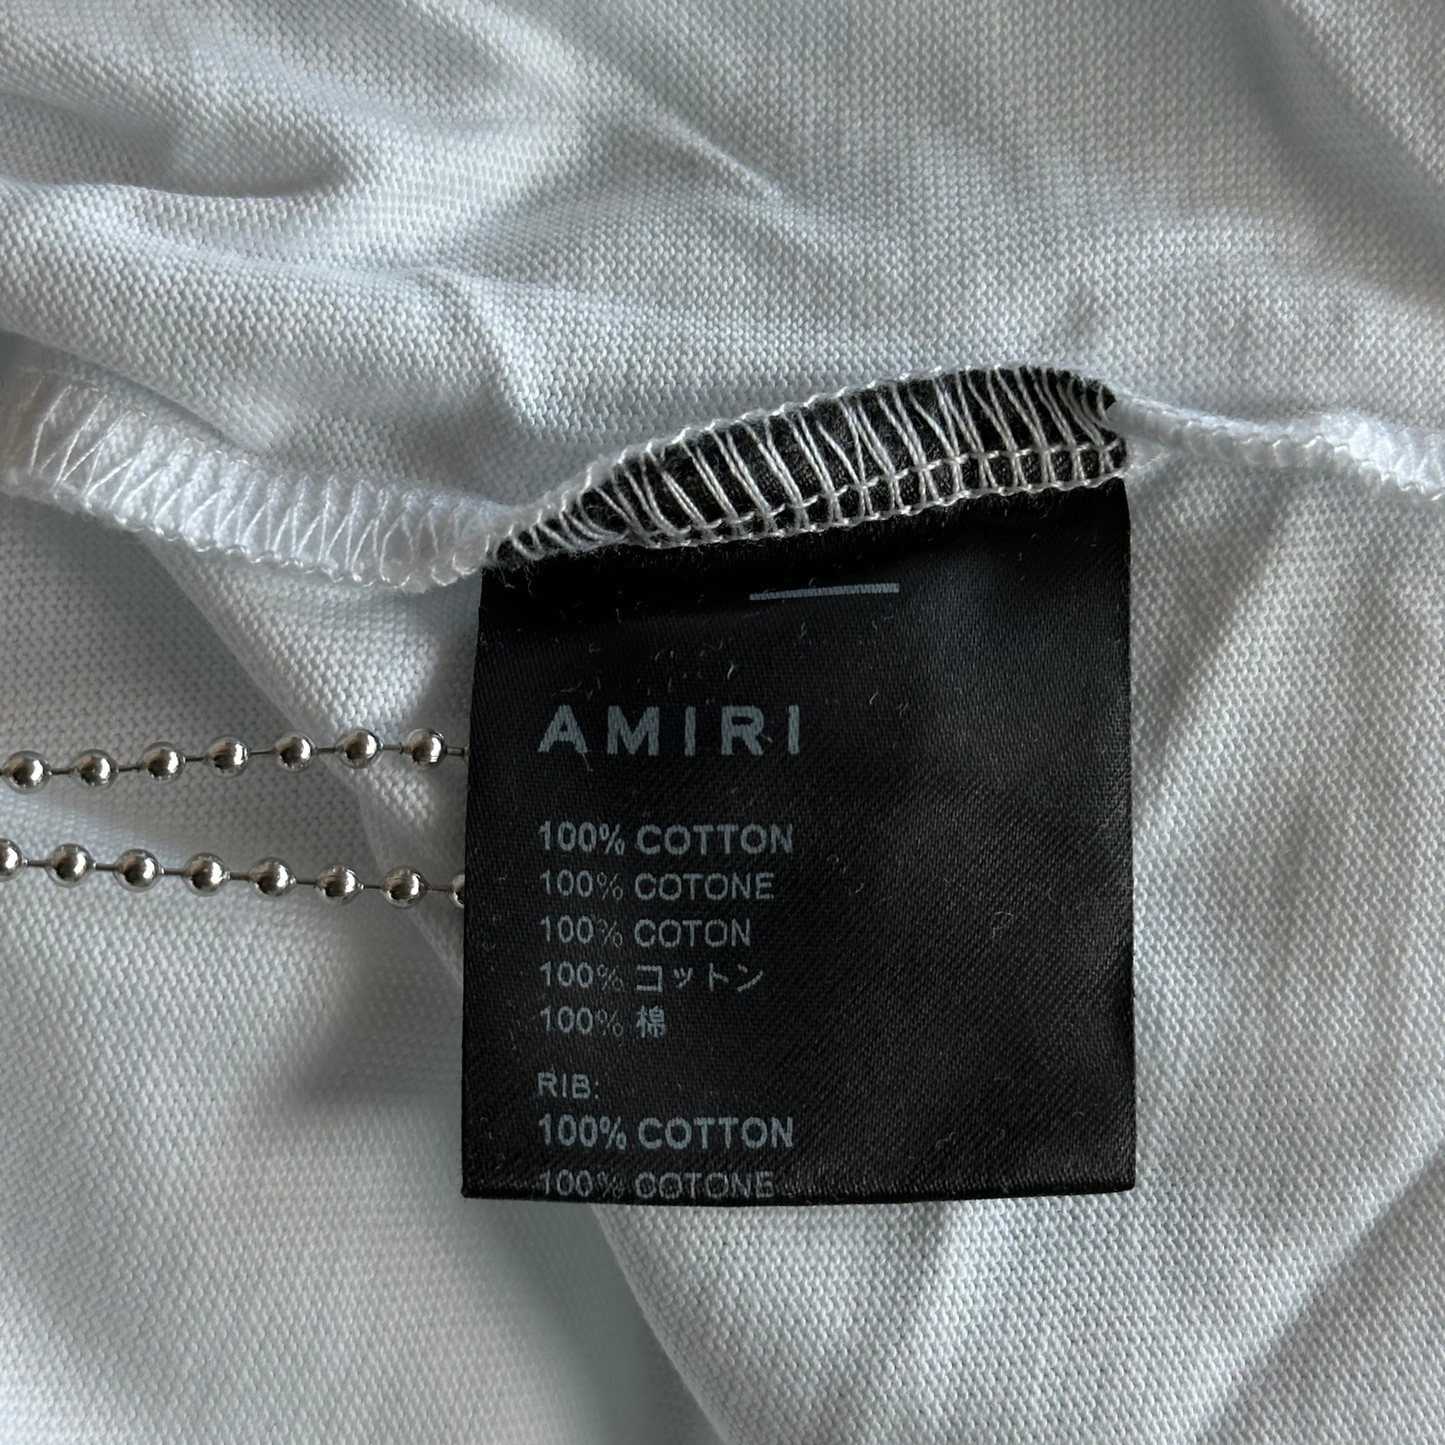 AMIRI
100% COTTON
100% COTONE
100% COTON
100% コットン
100% 棉
RIB:
100% COTTON
100% COTONE